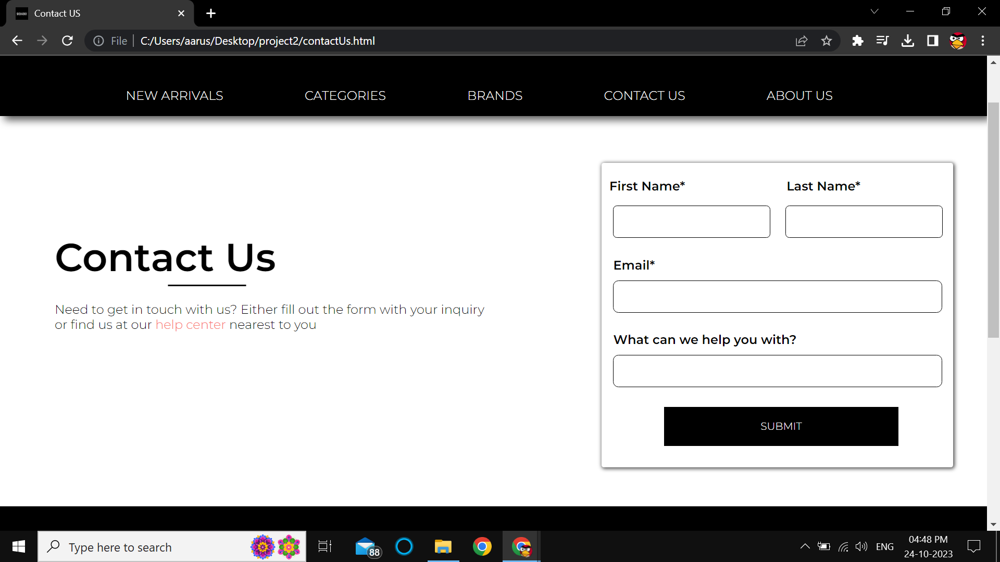 Contact US
File
C:/Users/aarus/Desktop/project2/contactUs.html
NEW ARRIVALS CATEGORIES BRANDS CONTACT US ABOUT US
Contact Us
Need to get in touch with us? Either fill out the form with your inquiry
or find us at our help center nearest to you
First Name* Last Name*
Email*
What can we help you with?
SUBMIT
Type here to search
88
ENG
04:48 PM
24-10-2023